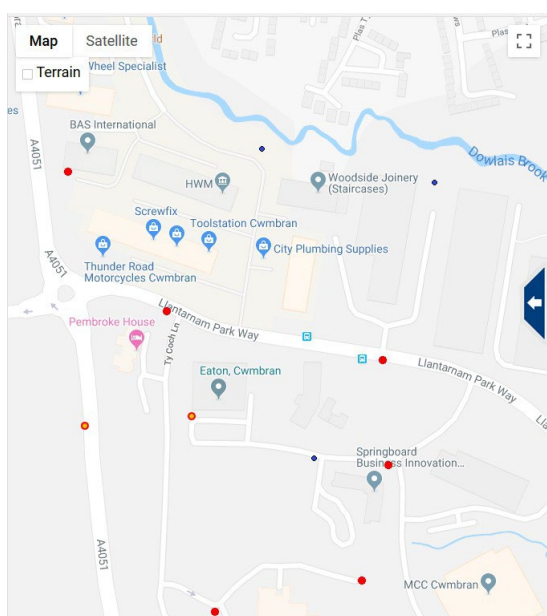 Map Satellite
Terrain
Wheel Specialist
BAS International
HWM
Woodside Joinery
(Staircases)
Dowlais Brook
Screwfix
Toolstation Cwmbran
City Plumbing Supplies
Thunder Road
Motorcycles Cwmbran
A4051
A4051
Pembroke House
Llantarnam Park Way
Ty Coch Ln
Eaton, Cwmbran
Llantarnam Park Way
Springboard
Business Innovation...
A4051
MCC Cwmbran